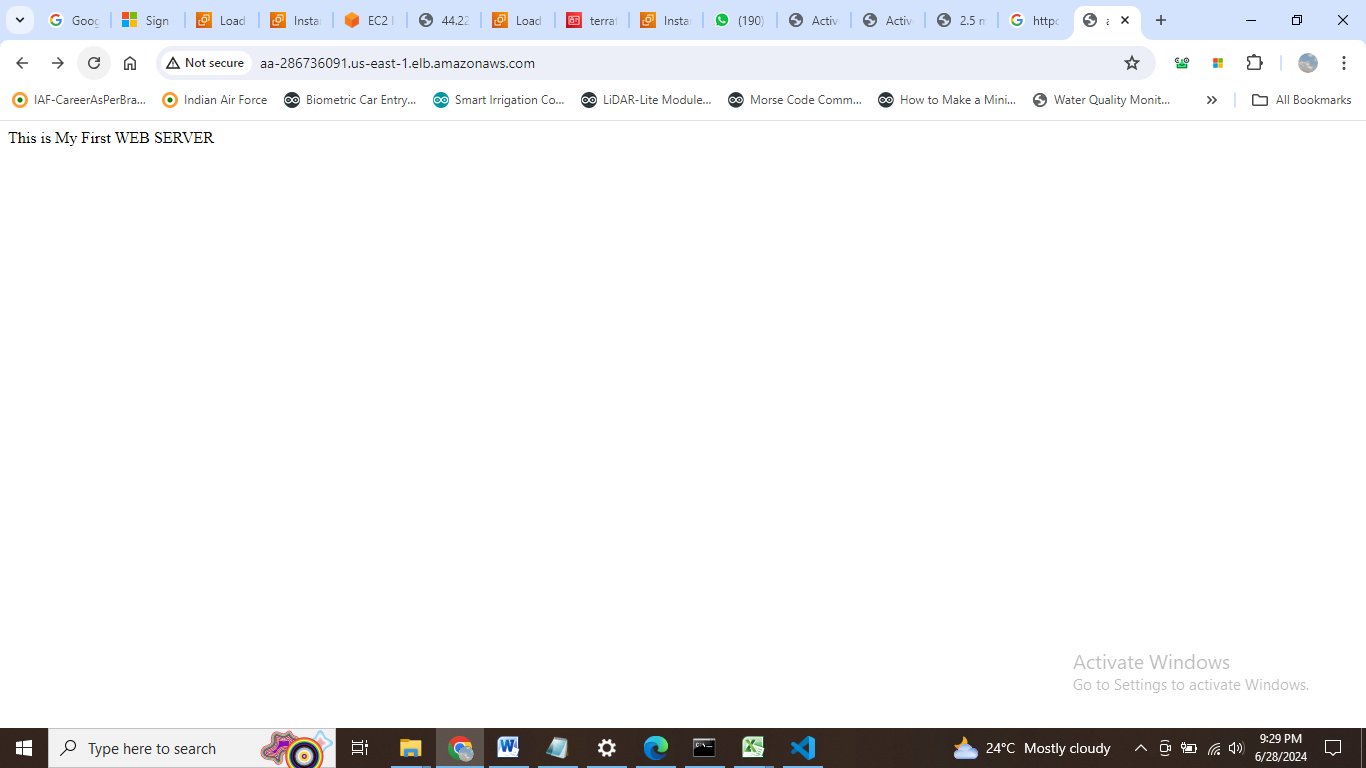 Goog
Sign
Load
Insta
EC2
44.22
Load
terra
Insta
(190)
Activ
Activ
2.5 m
http
a
Not secure
aa-286736091.us-east-1.elb.amazonaws.com
IAF-CareerAsPerBra...
Indian Air Force
Biometric Car Entry...
Smart Irrigation Co...
LiDAR-Lite Module...
Morse Code Comm...
How to Make a Mini...
Water Quality Monit...
All Bookmarks
This is My First WEB SERVER
Activate Windows
Go to Settings to activate Windows.
Type here to search
24°C Mostly cloudy
9:29 PM
6/28/2024